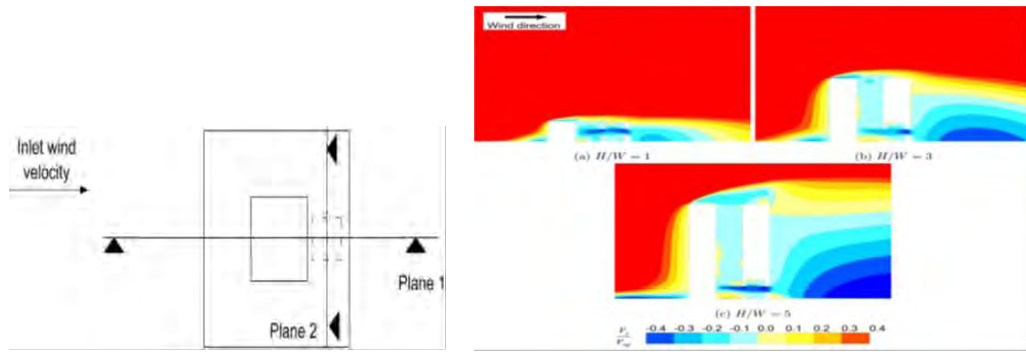 Inlet wind
velocity
Plane 1
Plane 2
Wind direction
(a) H/W = 1
(b) H/W = 3
(c) H/W = 5
-0.4 -0.3 -0.2 -0.1 0.0 0.1 0.2 0.3 0.4